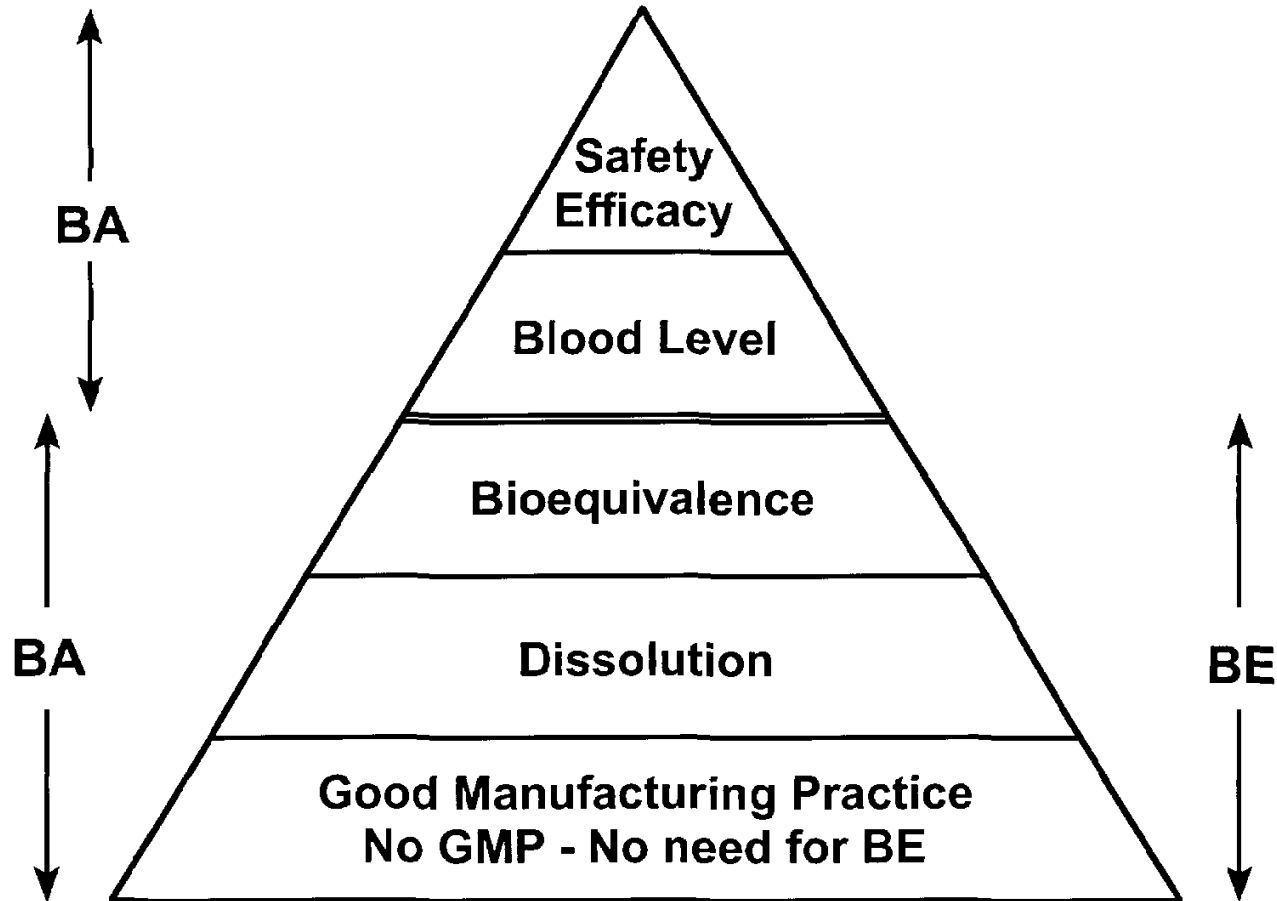 Safety
Efficacy
BA
Blood Level
Bioequivalence
Dissolution
BA
BE
Good Manufacturing Practice
No GMP - No need for BE